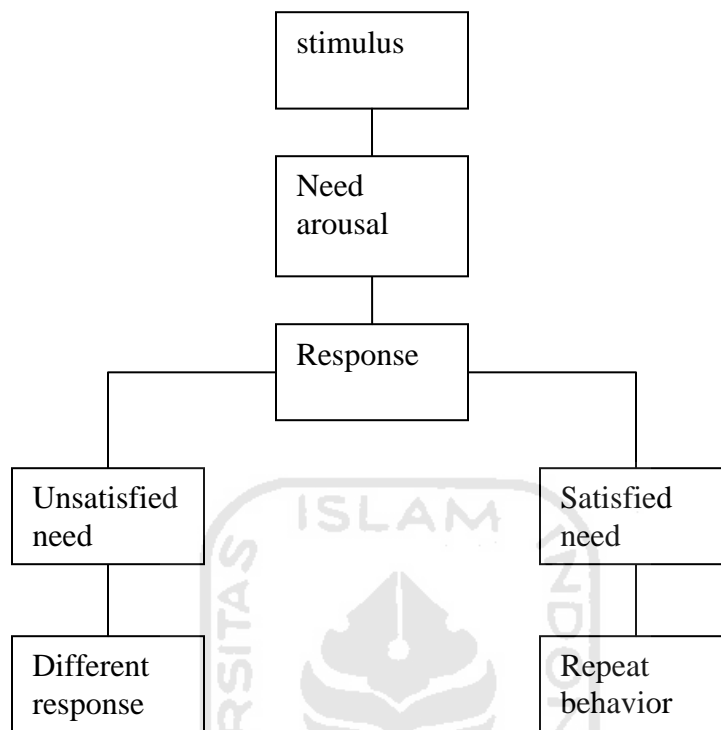 stimulus
Need
arousal
Response
Unsatisfied
need
Satisfied
need
Different
response
Repeat
behavior
ISLAM